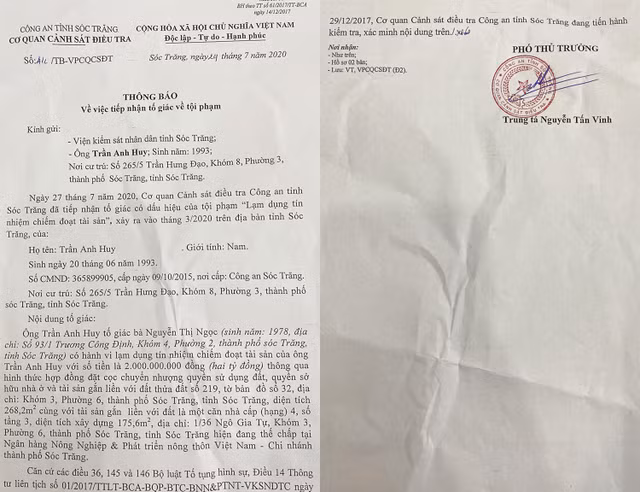 BH theo TT số 61/2017/TT-BCA
ngày 14/12/2017
CÔNG AN TỈNH SÓC TRĂNG
CƠ QUAN CẢNH SÁT ĐIỀU TRA
CỘNG HÒA XÃ HỘI CHỦ NGHĨA VIỆT NAM
Độc lập - Tự do - Hạnh phúc
/TB-VPCQCSĐT
Sóc Trăng, ngày 29 tháng 7 năm 2020
THÔNG BÁO
Về việc tiếp nhận tố giác về tội phạm
Kính gửi:
- Viện kiểm sát nhân dân tỉnh Sóc Trăng;
- Ông Trần Anh Huy; Sinh năm: 1993;
Nơi cư trú: Số 265/5 Trần Hưng Đạo, Khóm 8, Phường 3,
thành phố Sóc Trăng, tỉnh Sóc Trăng.
Ngày 27 tháng 7 năm 2020, Cơ quan Cảnh sát điều tra Công an tỉnh
Sóc Trăng đã tiếp nhận tố giác có dấu hiệu của tội phạm “Lạm dụng tín
nhiệm chiếm đoạt tài sản”, xảy ra vào tháng 3/2020 trên địa bàn tỉnh Sóc
Trăng, của:
Họ tên: Trần Anh Huy . Giới tính: Nam.
Sinh ngày 20 tháng 06 năm 1993.
Số CMND: 365899905, cấp ngày 09/10/2015, nơi cấp: Công an Sóc Trăng.
Nơi cư trú: Số 265/5 Trần Hưng Đạo, Khóm 8, Phường 3, thành phố
sóc Trăng, tỉnh Sóc Trăng.
Nội dung tố giác:
Ông Trần Anh Huy tố giác bà Nguyễn Thị Ngọc (sinh năm: 1978, địa
chỉ: Số 93/1 Trương Công Định, Khóm 4, Phường 2, thành phố sóc Trăng,
tỉnh Sóc Trăng) có hành vi lạm dụng tín nhiệm chiếm đoạt tài sản của ông
Trần Anh Huy với số tiền là 2.000.000.000 đồng (hai tỷ đồng) thông qua
hình thức hợp đồng đặt cọc chuyển nhượng quyền sử dụng đất, quyền sở
hữu nhà ở và tài sản gắn liền với đất thửa đất số 219, tờ bản đồ số 32, địa
chỉ: Khóm 3, Phường 6, thành phố Sóc Trăng, tỉnh Sóc Trăng, diện tích
268,2m² cùng với tài sản gắn liền với đất là một căn nhà cấp (hạng) 4, số
tầng 3, diện tích xây dựng 175,6m², địa chỉ: 1/36 Ngô Gia Tự, Khóm 3,
Phường 6, thành phố Sóc Trăng, tỉnh Sóc Trăng hiện đang thế chấp tại
Ngân hàng Nông Nghiệp & Phát triển nông thôn Việt Nam - Chi nhánh
thành phố Sóc Trăng.
Căn cứ các điều 36, 145 và 146 Bộ luật Tố tụng hình sự, Điều 14 Thông
tư liên tịch số 01/2017/TTLT-BCA-BQP-BTC-BNN&PTNT-VKSNDTC ngày
29/12/2017, Cơ quan Cảnh sát điều tra Công an tỉnh Sóc Trăng đang tiến hành
kiểm tra, xác minh nội dung trên./
Nơi nhận:
- Như trên;
- Hồ sơ 02 bản;
- Lưu: VT, VPCQCSĐT (Đ2).
PHÓ THỦ TRƯỞNG
Trung tá Nguyễn Tấn Vinh